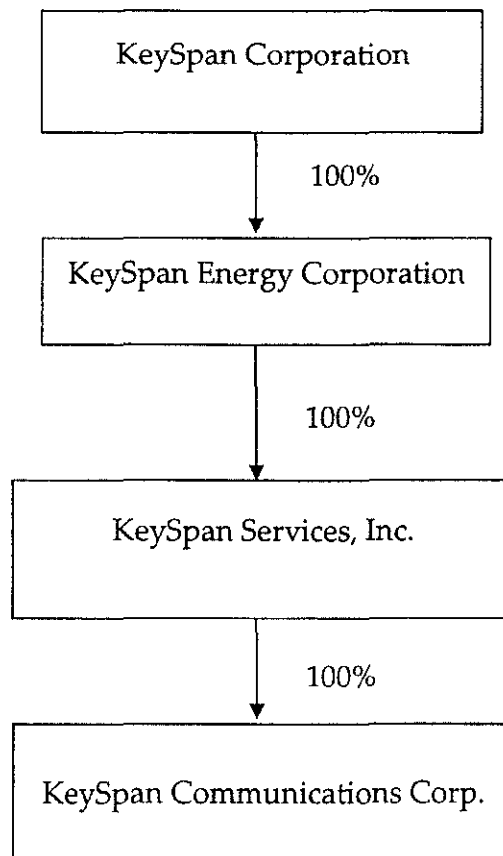 KeySpan Corporation
100%
KeySpan Energy Corporation
100%
KeySpan Services, Inc.
100%
KeySpan Communications Corp.